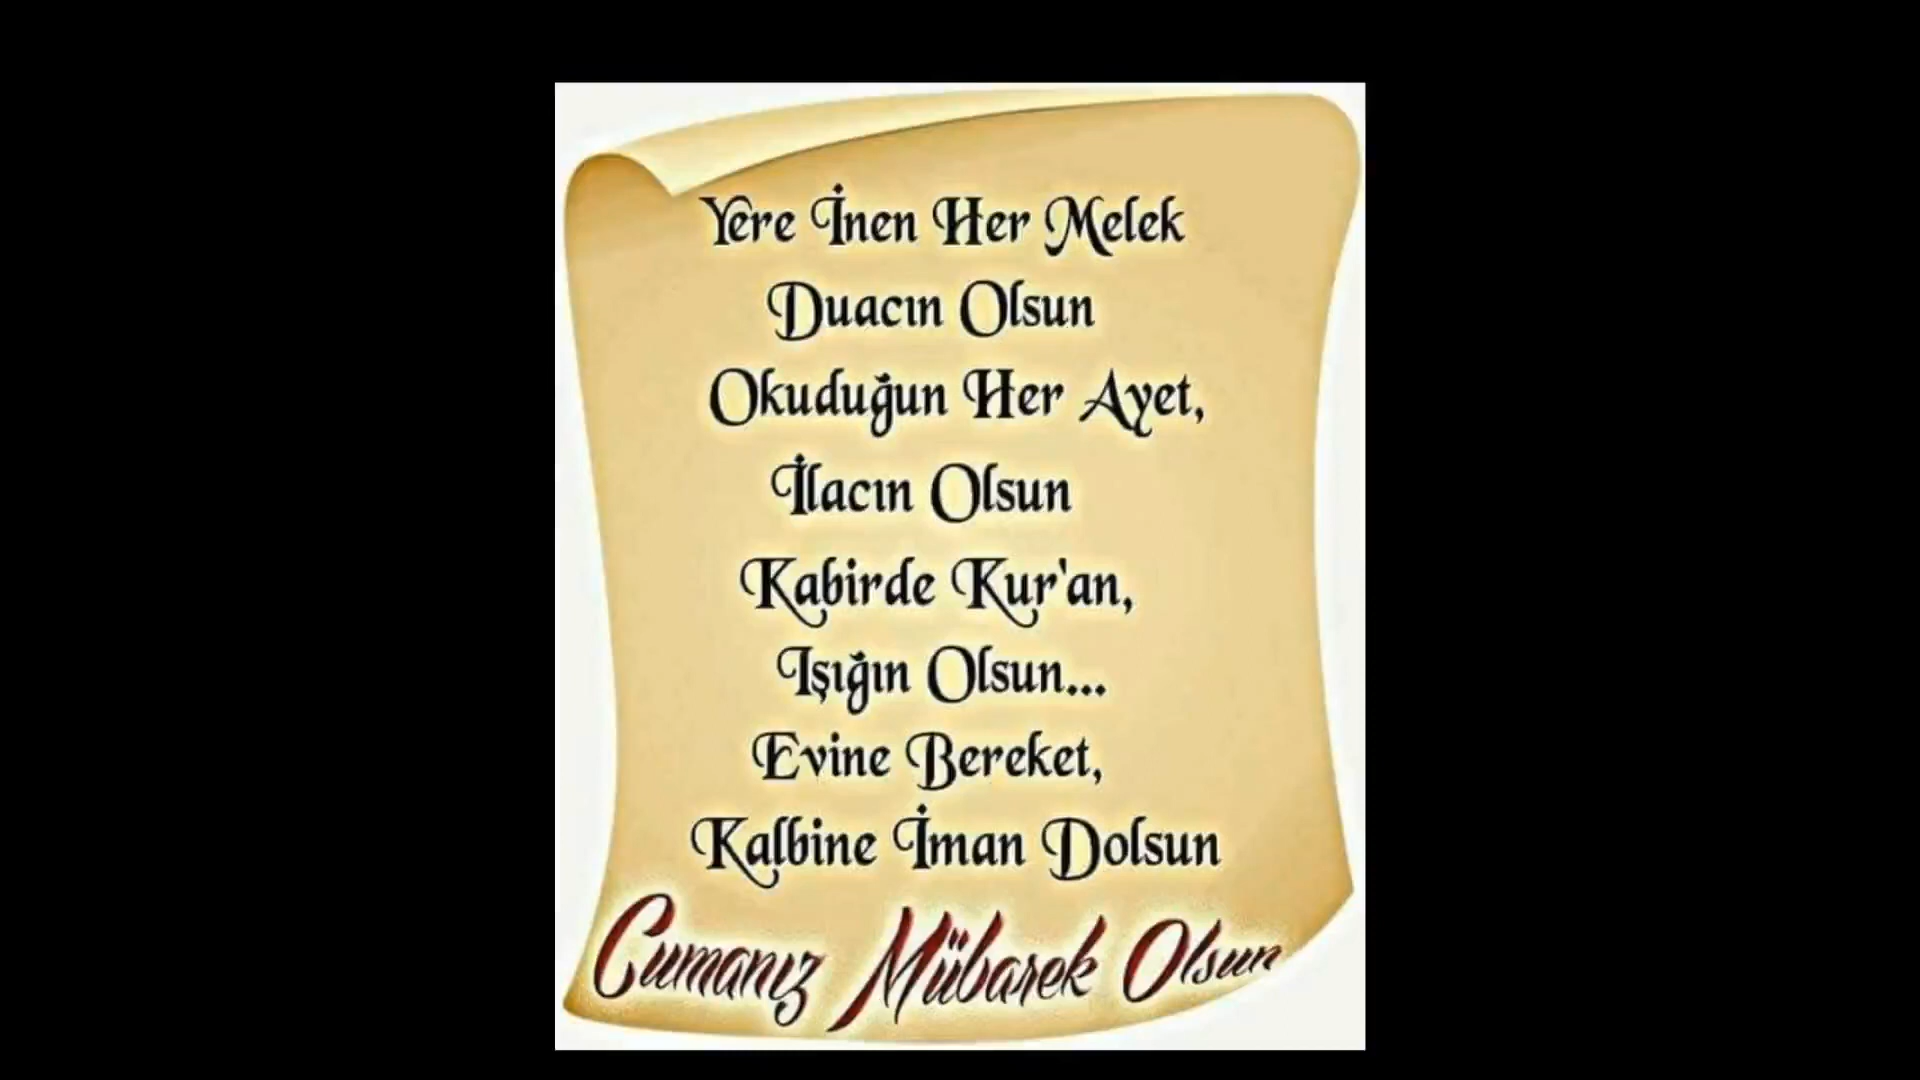 Yere İnen Her Melek
Duacın Olsun
Okuduğun Her Ayet,
İlacın Olsun
Kabirde Kur'an,
Işığın Olsun...
Evine Bereket,
Kalbine İman Dolsun
Cumanız Mübarek Olsun